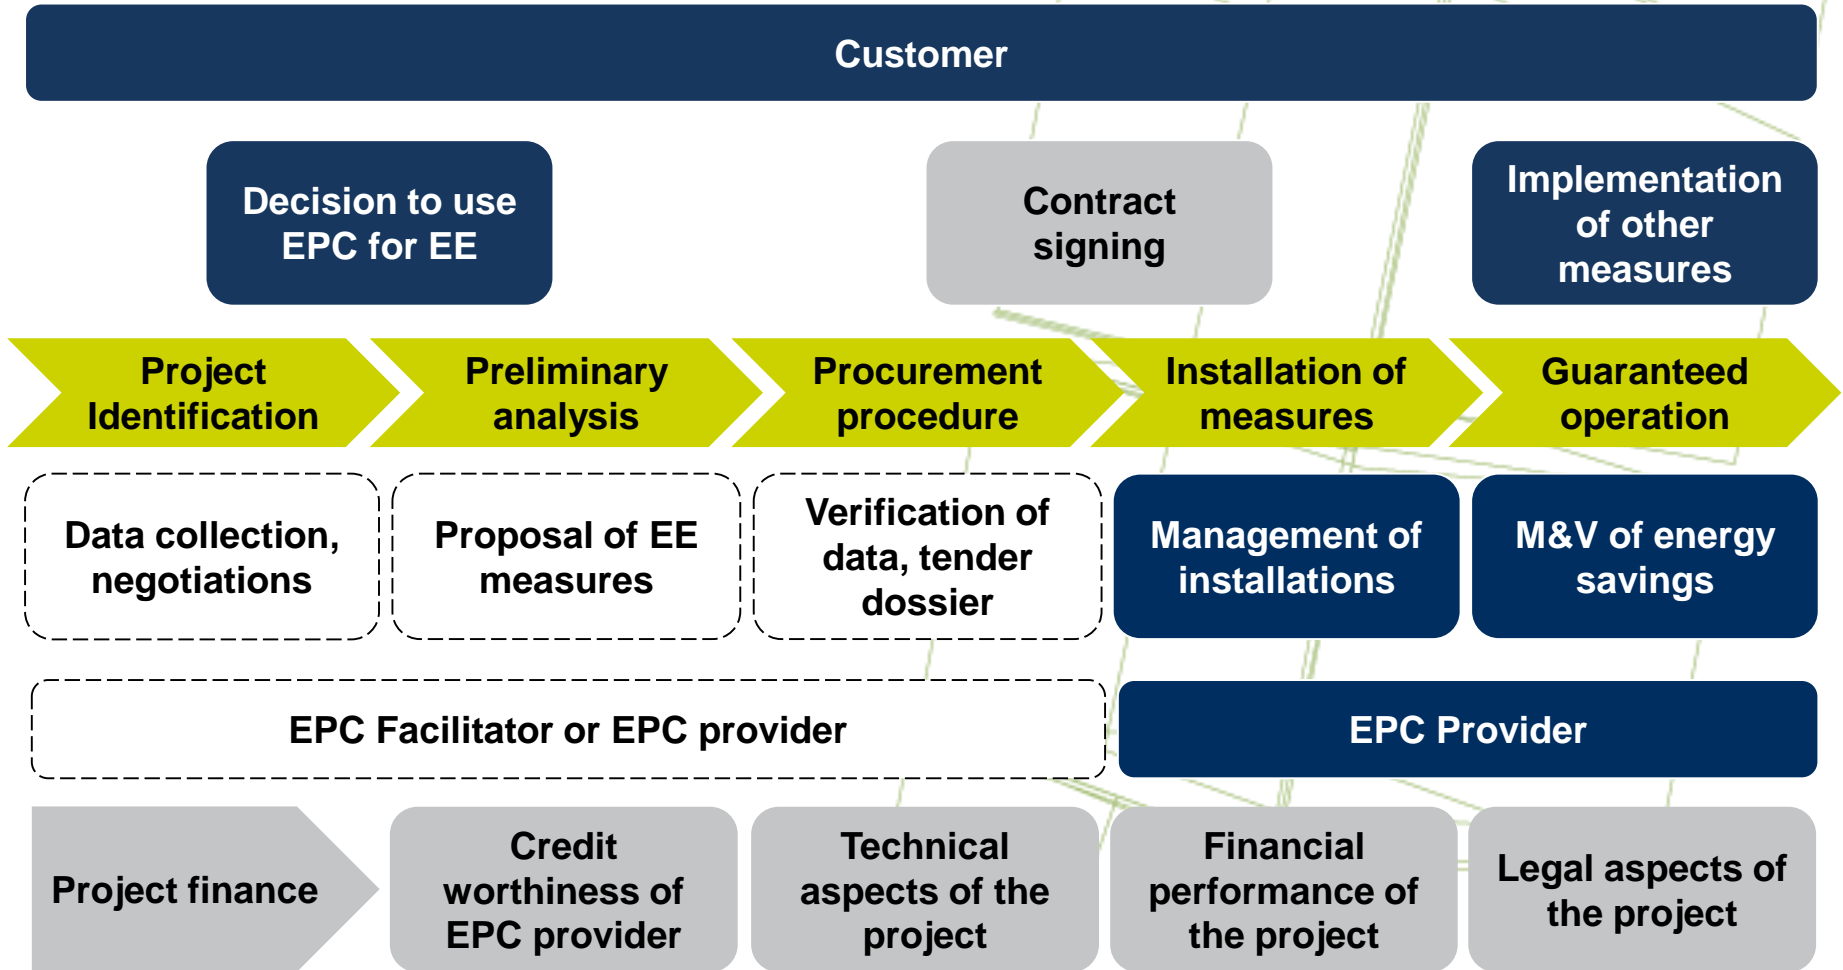 Customer
Decision to use
EPC for EE
Contract
signing
Implementation
of other
measures
Project
Identification
Preliminary
analysis
Procurement
procedure
Installation of
measures
Guaranteed
operation
Data collection,
negotiations
Proposal of EE
measures
Verification of
data, tender
dossier
Management of
installations
M&V of energy
savings
EPC Facilitator or EPC provider
EPC Provider
Project finance
Credit
worthiness of
EPC provider
Technical
aspects of the
project
Financial
performance of
the project
Legal aspects of
the project